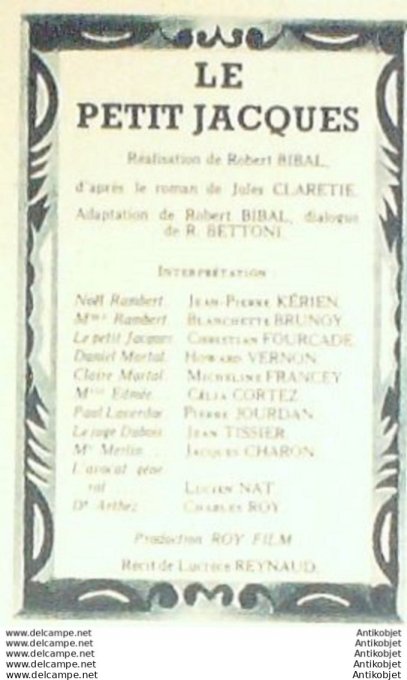 LE
PETIT JACQUES
Réalisation de Robert BIBAL,
d'après le roman de Jules CLARETIE.
Adaptation de Robert BIBAL, dialogue
de R. BETTONI.
INTERPRÉTATION
Noël Rambert. JEAN-PIERRE KÉRIEN.
Mme Rambert. BLANCHETTE BRUNOY
Le petit Jacques CHRISTIAN FOURCADE.
Daniel Mortal. HOWARD VERNON
Claire Mortal. MICHELINE FRANCEY
Edmée. CÉLIA CORTEZ
Paul PIERRE JOURDAN.
Le juge Dubois JEAN TISSIER
Me Merlin : JACQUES CHARON.
L'avocat géné
ral LUCIEN NAT
Dr Arthez CHARLES ROY.
Production ROY FILM
Récit de Lucrèce REYNAUD.
www.delcampe.net Antikobjet
www.delcampe.net Antikobjet
www.delcampe.net Antikobjet
www.delcampe.net Antikobjet